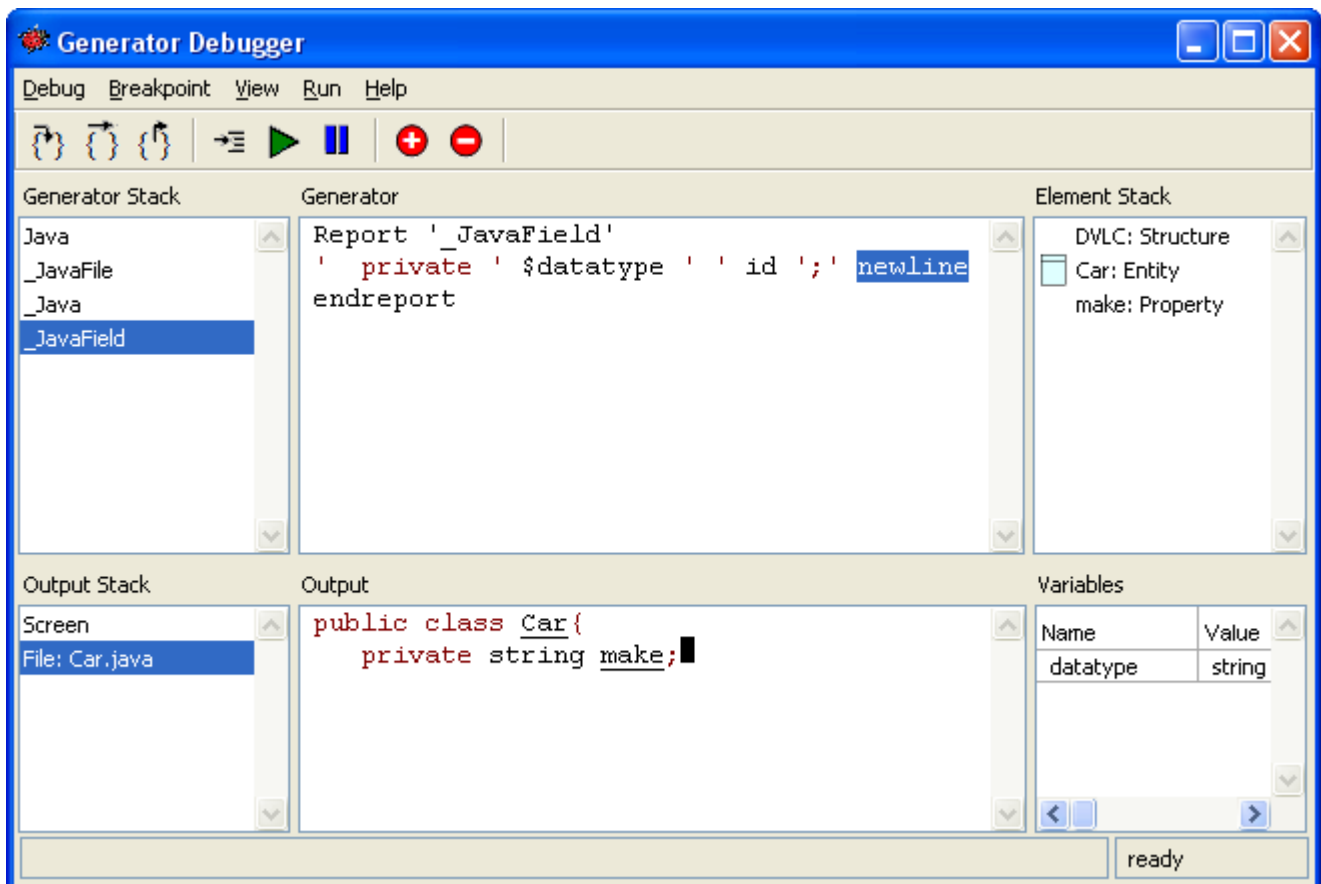 Generator Debugger
Debug Breakpoint View Run Help
Generator Stack
Java
_JavaFile
_Java
_JavaField
Generator
Report '_JavaField'
'   private ' $datatype ' ' id ';' newline
endreport
Element Stack
DVLC: Structure
Car: Entity
make: Property
Output Stack
Screen
File: Car.java
Output
public class Car{
   private string make;
Variables
Name Value
datatype string
ready